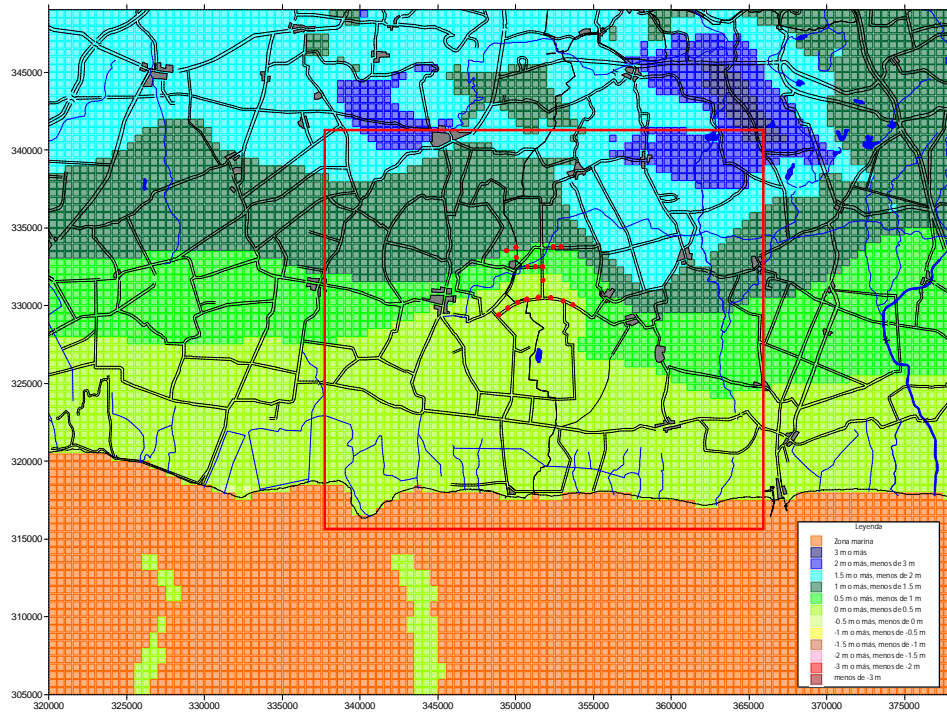 345000
340000
335000
330000
325000
320000
315000
310000
305000
320000 325000 330000 335000 340000 345000 350000 355000 360000 365000 370000 375000
Leyenda
Zona marina
3 m o más
2 m o más, menos de 3 m
1.5 m o más, menos de 2 m
1 m o más, menos de 1.5 m
0.5 m o más, menos de 1 m
0 m o más, menos de 0.5 m
-0.5 m o más, menos de 0 m
-1 m o más, menos de -0.5 m
-1.5 m o más, menos de -1 m
-2 m o más, menos de -1.5 m
-3 m o más, menos de -2 m
menos de -3 m